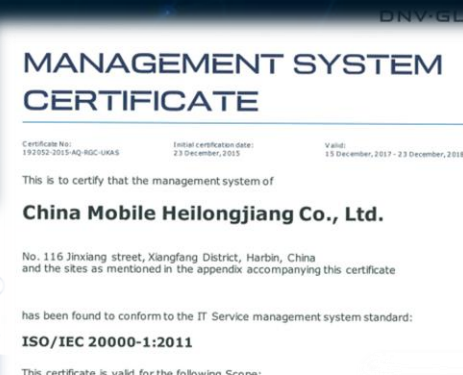 DNV·GL
MANAGEMENT SYSTEM
CERTIFICATE
Certificate No: Initial certification date: Valid:
192052-2015-AQ-RGC-UKAS 23 December, 2015 15 December, 2017 - 23 December, 2018
This is to certify that the management system of
China Mobile Heilongjiang Co., Ltd.
No. 116 Jinxiang street, Xiangfang District, Harbin, China
and the sites as mentioned in the appendix accompanying this certificate
has been found to conform to the IT Service management system standard:
ISO/IEC 20000-1:2011
This certificate is valid for the following Scope: